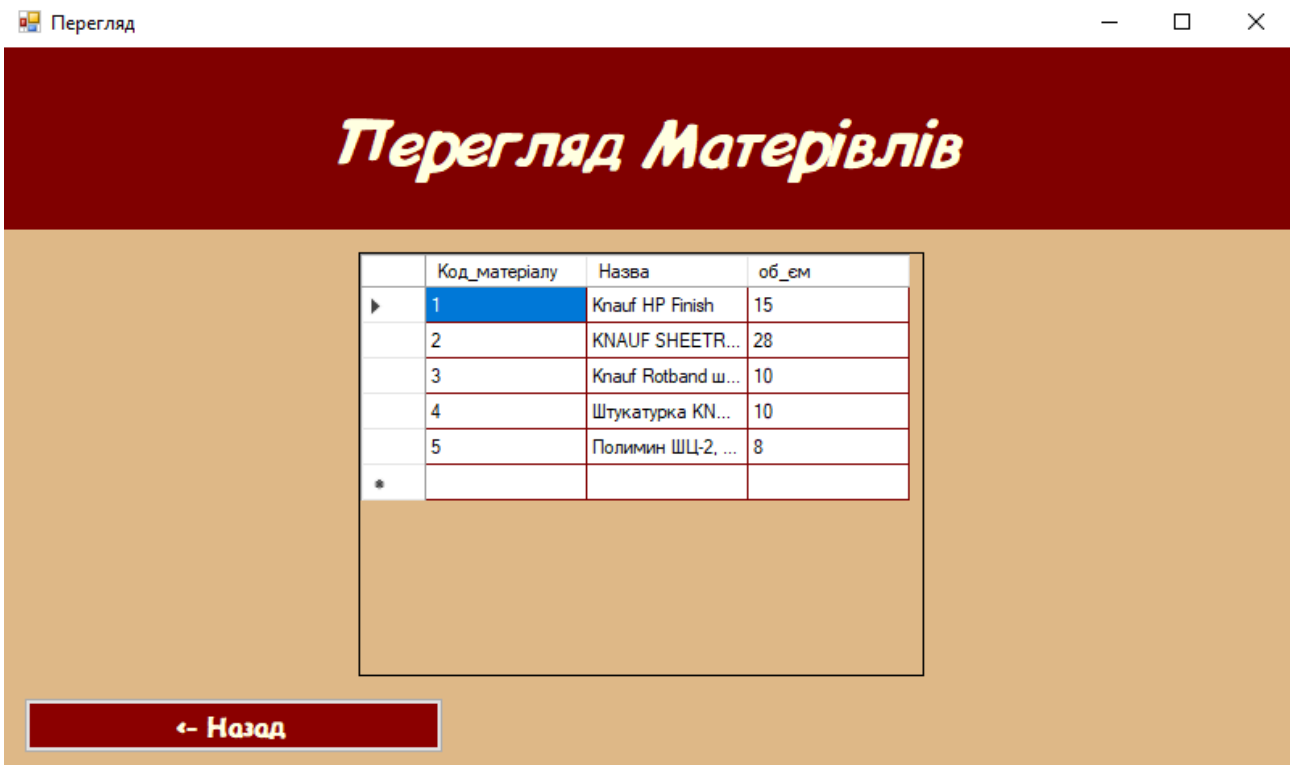 Перегляд
Перегляд Матерівлів
Код_матеріалу Назва об_єм
1 Knauf HP Finish 15
2 KNAUF SHEETR... 28
3 Knauf Rotband ш... 10
4 Штукатурка KN... 10
5 Полимин ШЦ-2, ... 8
<- Назад